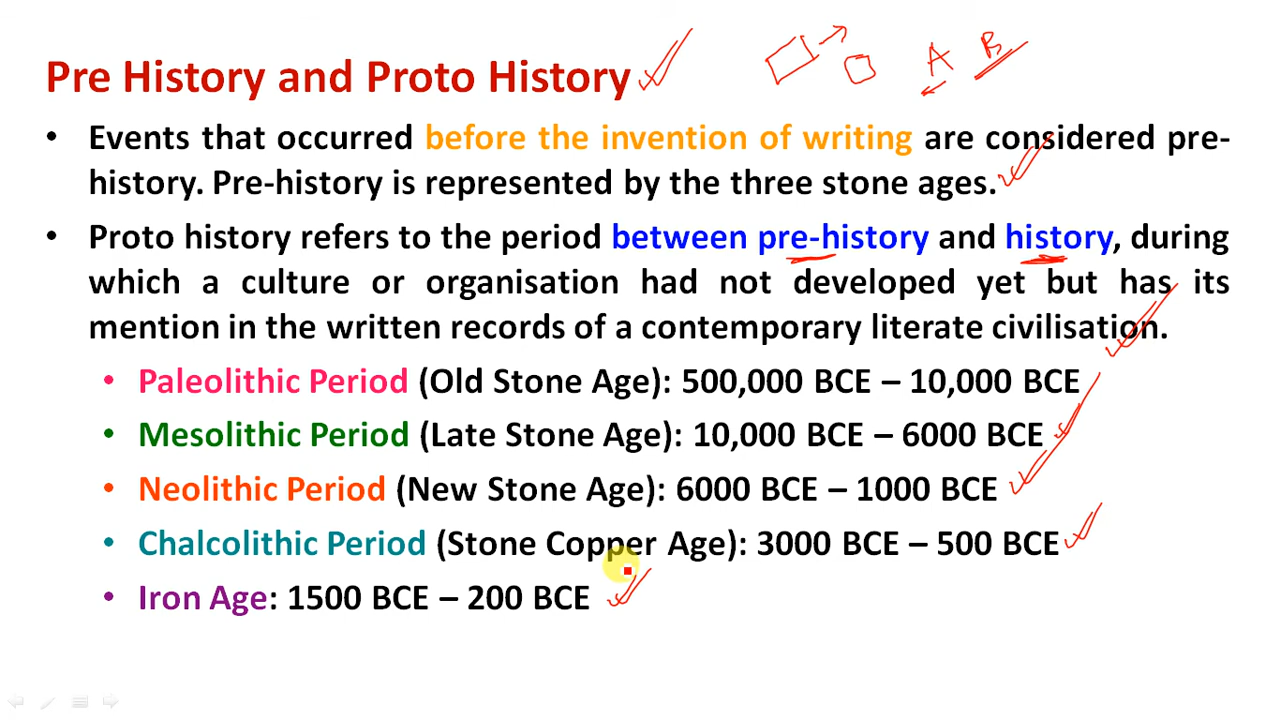 Pre History and Proto History
A B
• Events that occurred before the invention of writing are considered pre-
history. Pre-history is represented by the three stone ages.
• Proto history refers to the period between pre-history and history, during
which a culture or organisation had not developed yet but has its
mention in the written records of a contemporary literate civilisation.
• Paleolithic Period (Old Stone Age): 500,000 BCE – 10,000 BCE
• Mesolithic Period (Late Stone Age): 10,000 BCE – 6000 BCE
• Neolithic Period (New Stone Age): 6000 BCE – 1000 BCE
• Chalcolithic Period (Stone Copper Age): 3000 BCE – 500 BCE
• Iron Age: 1500 BCE – 200 BCE